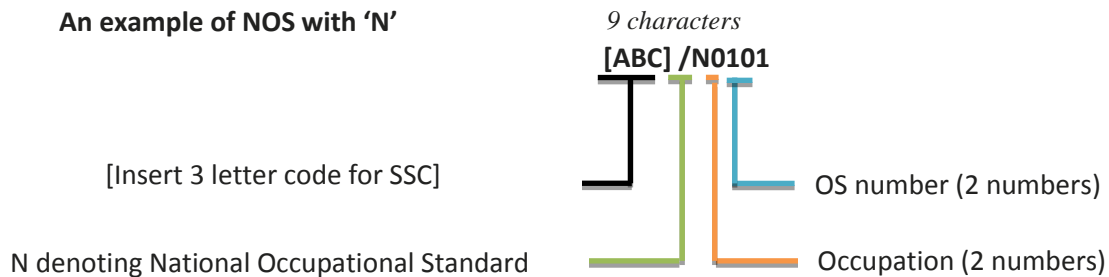 An example of NOS with ‘N’
9 characters
[ABC] /N0101
[Insert 3 letter code for SSC]
OS number (2 numbers)
N denoting National Occupational Standard
Occupation (2 numbers)